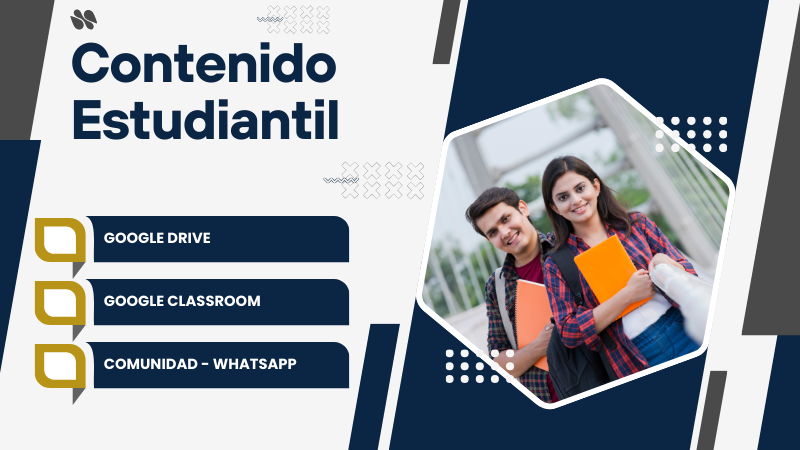 Contenido
Estudiantil
GOOGLE DRIVE
GOOGLE CLASSROOM
COMUNIDAD - WHATSAPP